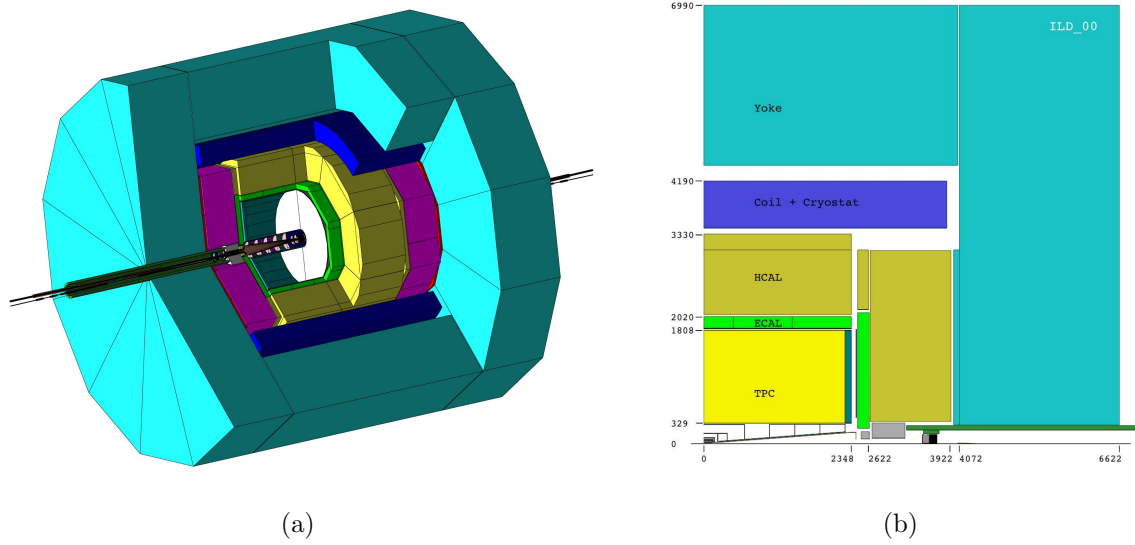 6990
ILD_00
Yoke
4190
Coil + Cryostat
3330
HCAL
2020
ECAL
1808
TPC
329
0
0 2348 2622 3922 4072 6622
(a) (b)